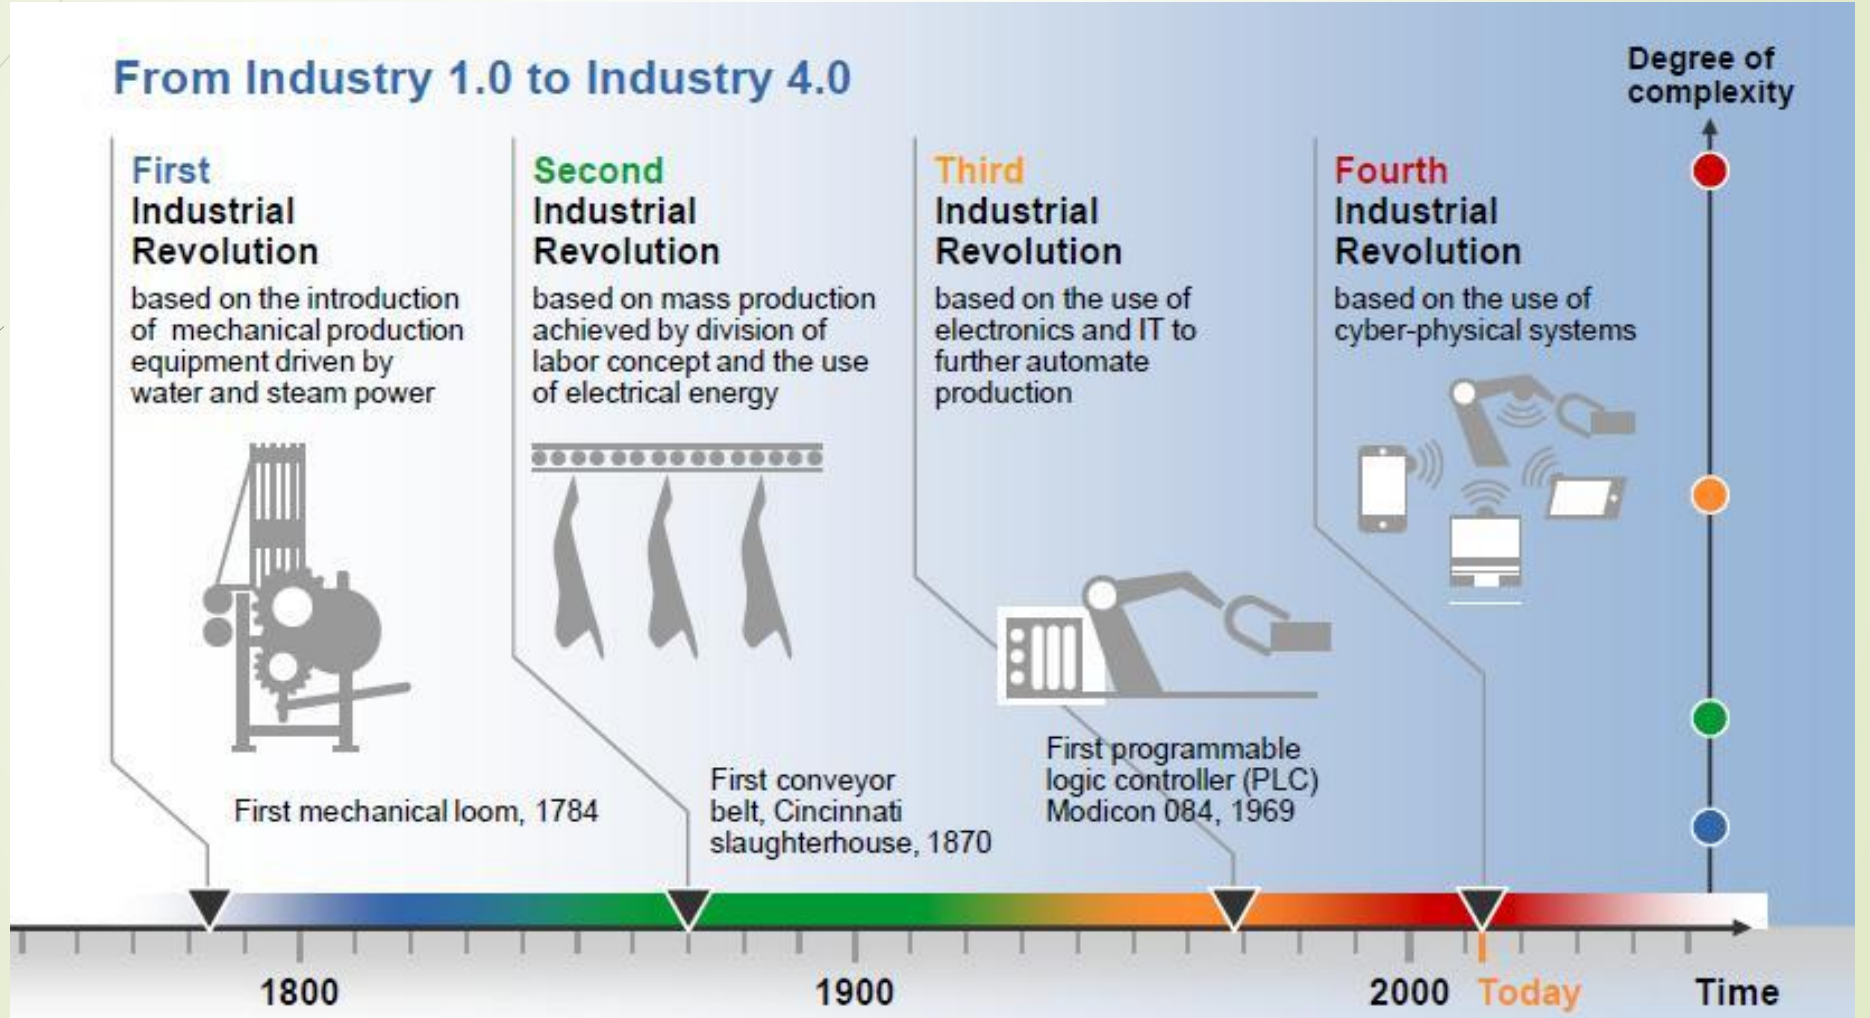 From Industry 1.0 to Industry 4.0
Degree of
complexity
First
Industrial
Revolution
based on the introduction
of mechanical production
equipment driven by
water and steam power
First mechanical loom, 1784
Second
Industrial
Revolution
based on mass production
achieved by division of
labor concept and the use
of electrical energy
First conveyor
belt, Cincinnati
slaughterhouse, 1870
Third
Industrial
Revolution
based on the use of
electronics and IT to
further automate
production
First programmable
logic controller (PLC)
Modicon 084, 1969
Fourth
Industrial
Revolution
based on the use of
cyber-physical systems
1800
1900
2000
Today
Time